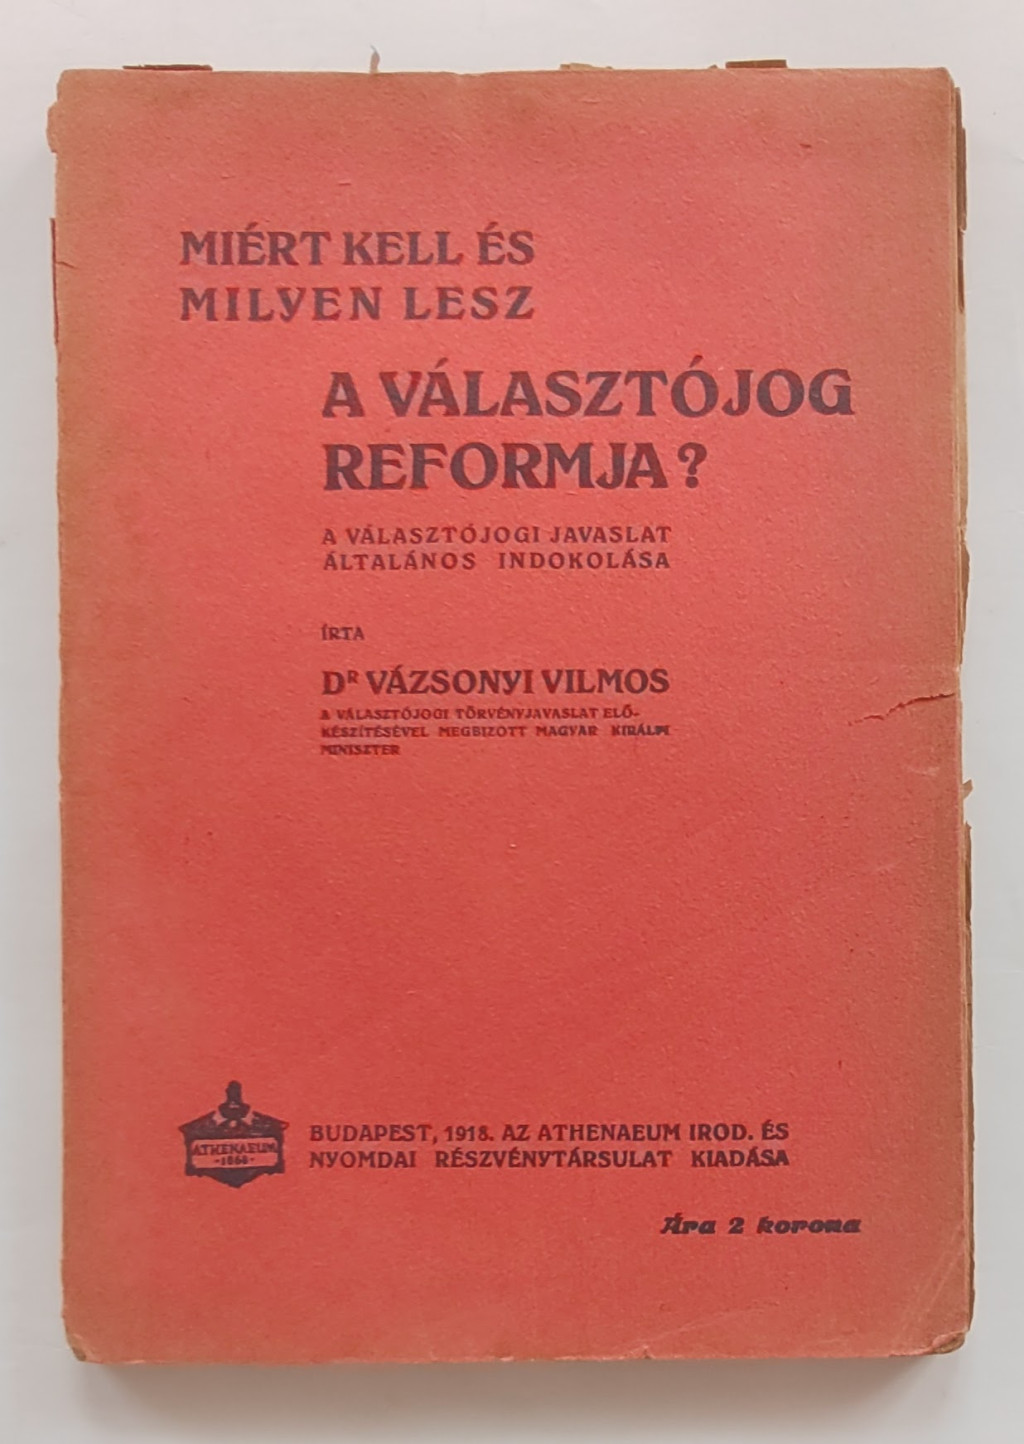 MIÉRT KELL ÉS
MILYEN LESZ
A VÁLASZTÓJOG
REFORMJA?
A VÁLASZTÓJOGI JAVASLAT
ÁLTALÁNOS INDOKOLÁSA
ÍRTA
DR VÁZSONYI VILMOS
A VÁLASZTÓJOGI TÖRVÉNYJAVASLAT ELŐ-
KÉSZÍTÉSÉVEL MEGBIZOTT MAGYAR KIRÁLYI
MINISZTER
ATHENAEUM
·1868·
BUDAPEST, 1918. AZ ATHENAEUM IROD. ÉS
NYOMDAI RÉSZVÉNYTÁRSULAT KIADÁSA
Ára 2 korona